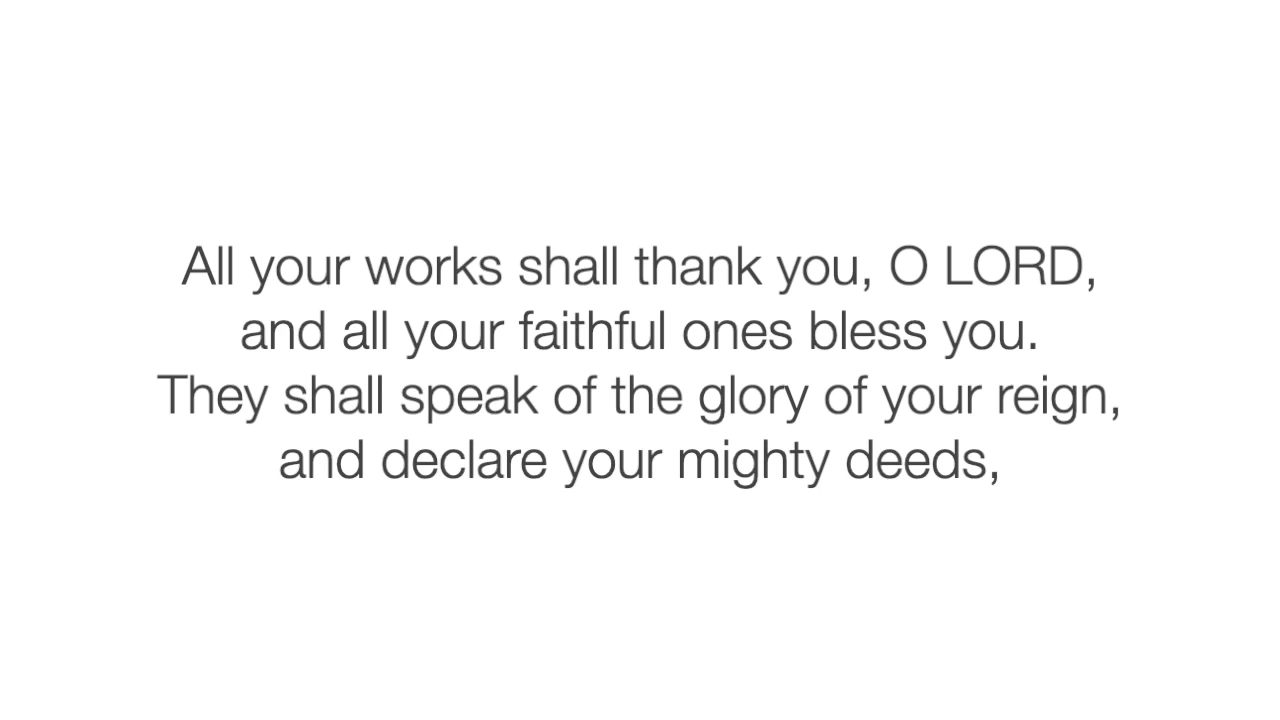 All your works shall thank you, O LORD,
and all your faithful ones bless you.
They shall speak of the glory of your reign,
and declare your mighty deeds,